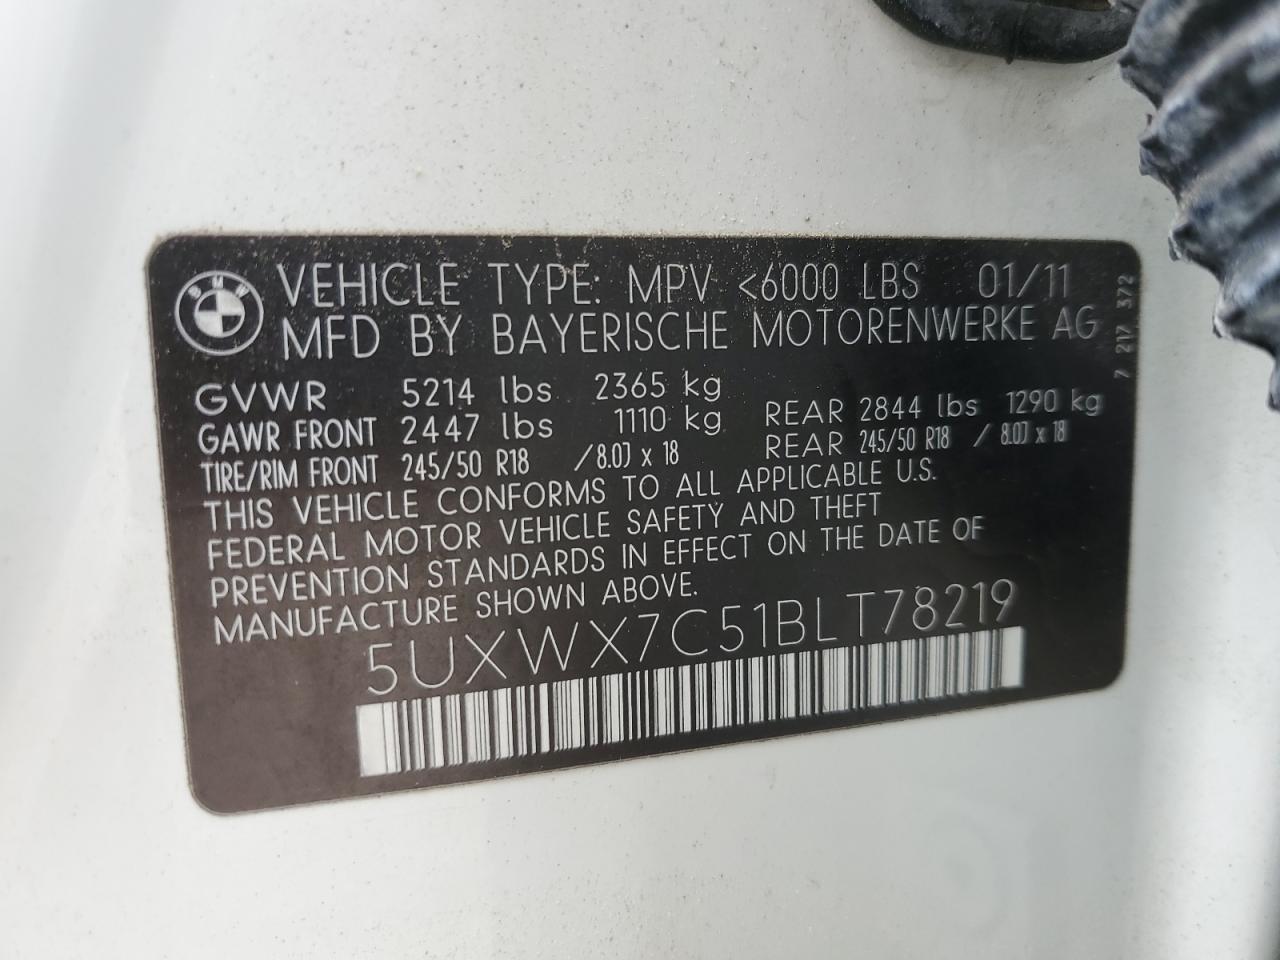 BMW
VEHICLE TYPE: MPV <6000 LBS 01/11
MFD BY BAYERISCHE MOTORENWERKE AG
7 217 372
GVWR 5214 lbs 2365 kg
GAWR FRONT 2447 lbs 1110 kg REAR 2844 lbs 1290 kg
TIRE/RIM FRONT 245/50 R18 /8.0J x 18 REAR 245/50 R18 / 8.0J x 18
THIS VEHICLE CONFORMS TO ALL APPLICABLE U.S.
FEDERAL MOTOR VEHICLE SAFETY AND THEFT
PREVENTION STANDARDS IN EFFECT ON THE DATE OF
MANUFACTURE SHOWN ABOVE.
5UXWX7C51BLT78219